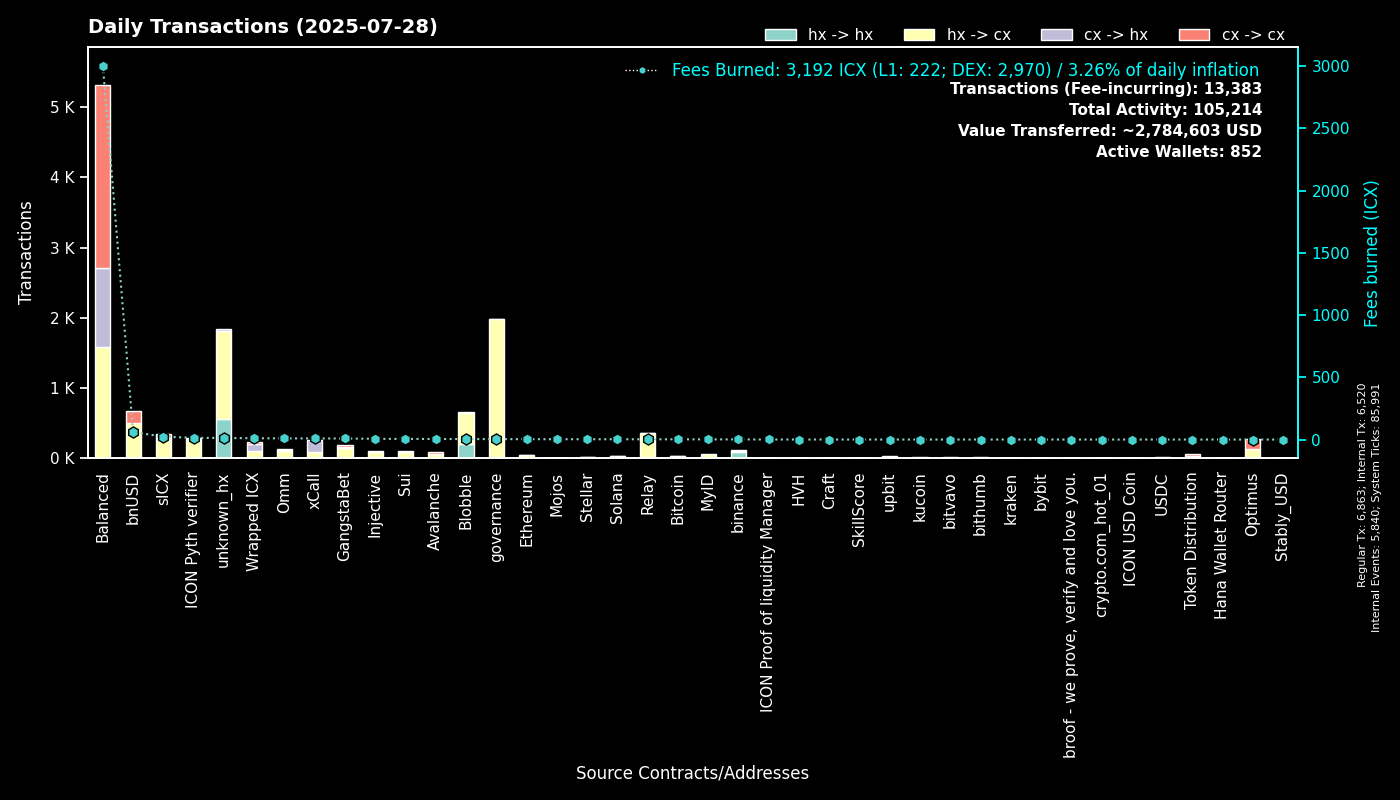 Daily Transactions (2025-07-28)
hx -> hx
hx -> cx
cx -> hx
cx -> cx
Fees Burned: 3,192 ICX (L1: 222; DEX: 2,970) / 3.26% of daily inflation
Transactions (Fee-incurring): 13,383
Total Activity: 105,214
Value Transferred: ~2,784,603 USD
Active Wallets: 852
Transactions
5 K
4 K
3 K
2 K
1 K
0 K
3000
2500
2000
1500
1000
500
0
Fees burned (ICX)
Regular Tx: 6,863; Internal Tx: 6,520
Internal Events: 5,840; System Ticks: 85,991
Balanced
bnUSD
sICX
ICON Pyth verifier
unknown_hx
Wrapped ICX
Omm
xCall
GangstaBet
Injective
Sui
Avalanche
Blobble
governance
Ethereum
Mojos
Stellar
Solana
Relay
Bitcoin
MyID
binance
ICON Proof of liquidity Manager
HVH
Craft
SkillScore
upbit
kucoin
bitvavo
bithumb
kraken
bybit
broof - we prove, verify and love you.
crypto.com_hot_01
ICON USD Coin
USDC
Token Distribution
Hana Wallet Router
Optimus
Stably_USD
Source Contracts/Addresses